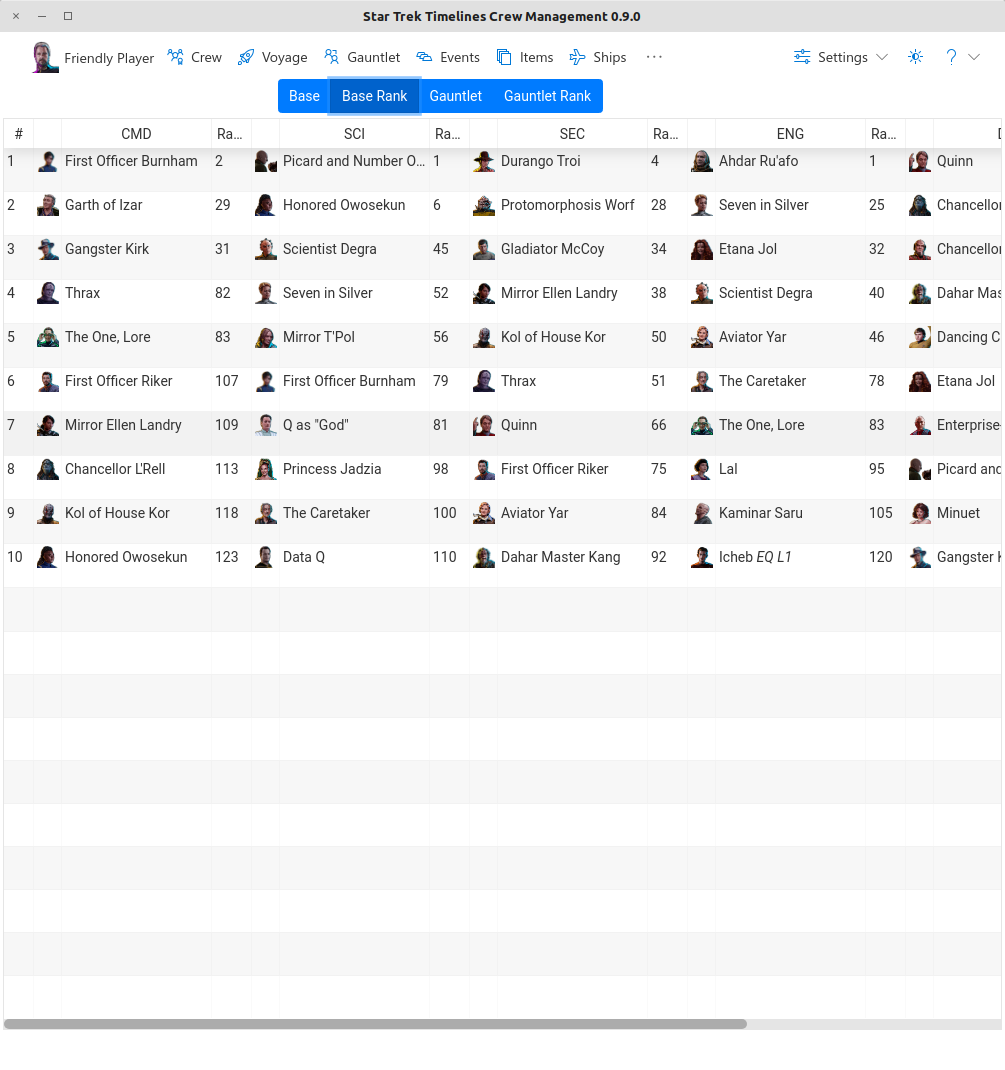 Star Trek Timelines Crew Management 0.9.0
Friendly Player Crew Voyage Gauntlet Events Items Ships ··· Settings ?
Base Base Rank Gauntlet Gauntlet Rank
# CMD Ra... SCI Ra... SEC Ra... ENG Ra... D
1 First Officer Burnham 2 Picard and Number O... 1 Durango Troi 4 Ahdar Ru'afo 1 Quinn
2 Garth of Izar 29 Honored Owosekun 6 Protomorphosis Worf 28 Seven in Silver 25 Chancellor
3 Gangster Kirk 31 Scientist Degra 45 Gladiator McCoy 34 Etana Jol 32 Chancellor
4 Thrax 82 Seven in Silver 52 Mirror Ellen Landry 38 Scientist Degra 40 Dahar Mas
5 The One, Lore 83 Mirror T'Pol 56 Kol of House Kor 50 Aviator Yar 46 Dancing C
6 First Officer Riker 107 First Officer Burnham 79 Thrax 51 The Caretaker 78 Etana Jol
7 Mirror Ellen Landry 109 Q as "God" 81 Quinn 66 The One, Lore 83 Enterprise-
8 Chancellor L'Rell 113 Princess Jadzia 98 First Officer Riker 75 Lal 95 Picard and
9 Kol of House Kor 118 The Caretaker 100 Aviator Yar 84 Kaminar Saru 105 Minuet
10 Honored Owosekun 123 Data Q 110 Dahar Master Kang 92 Icheb EQ L1 120 Gangster K